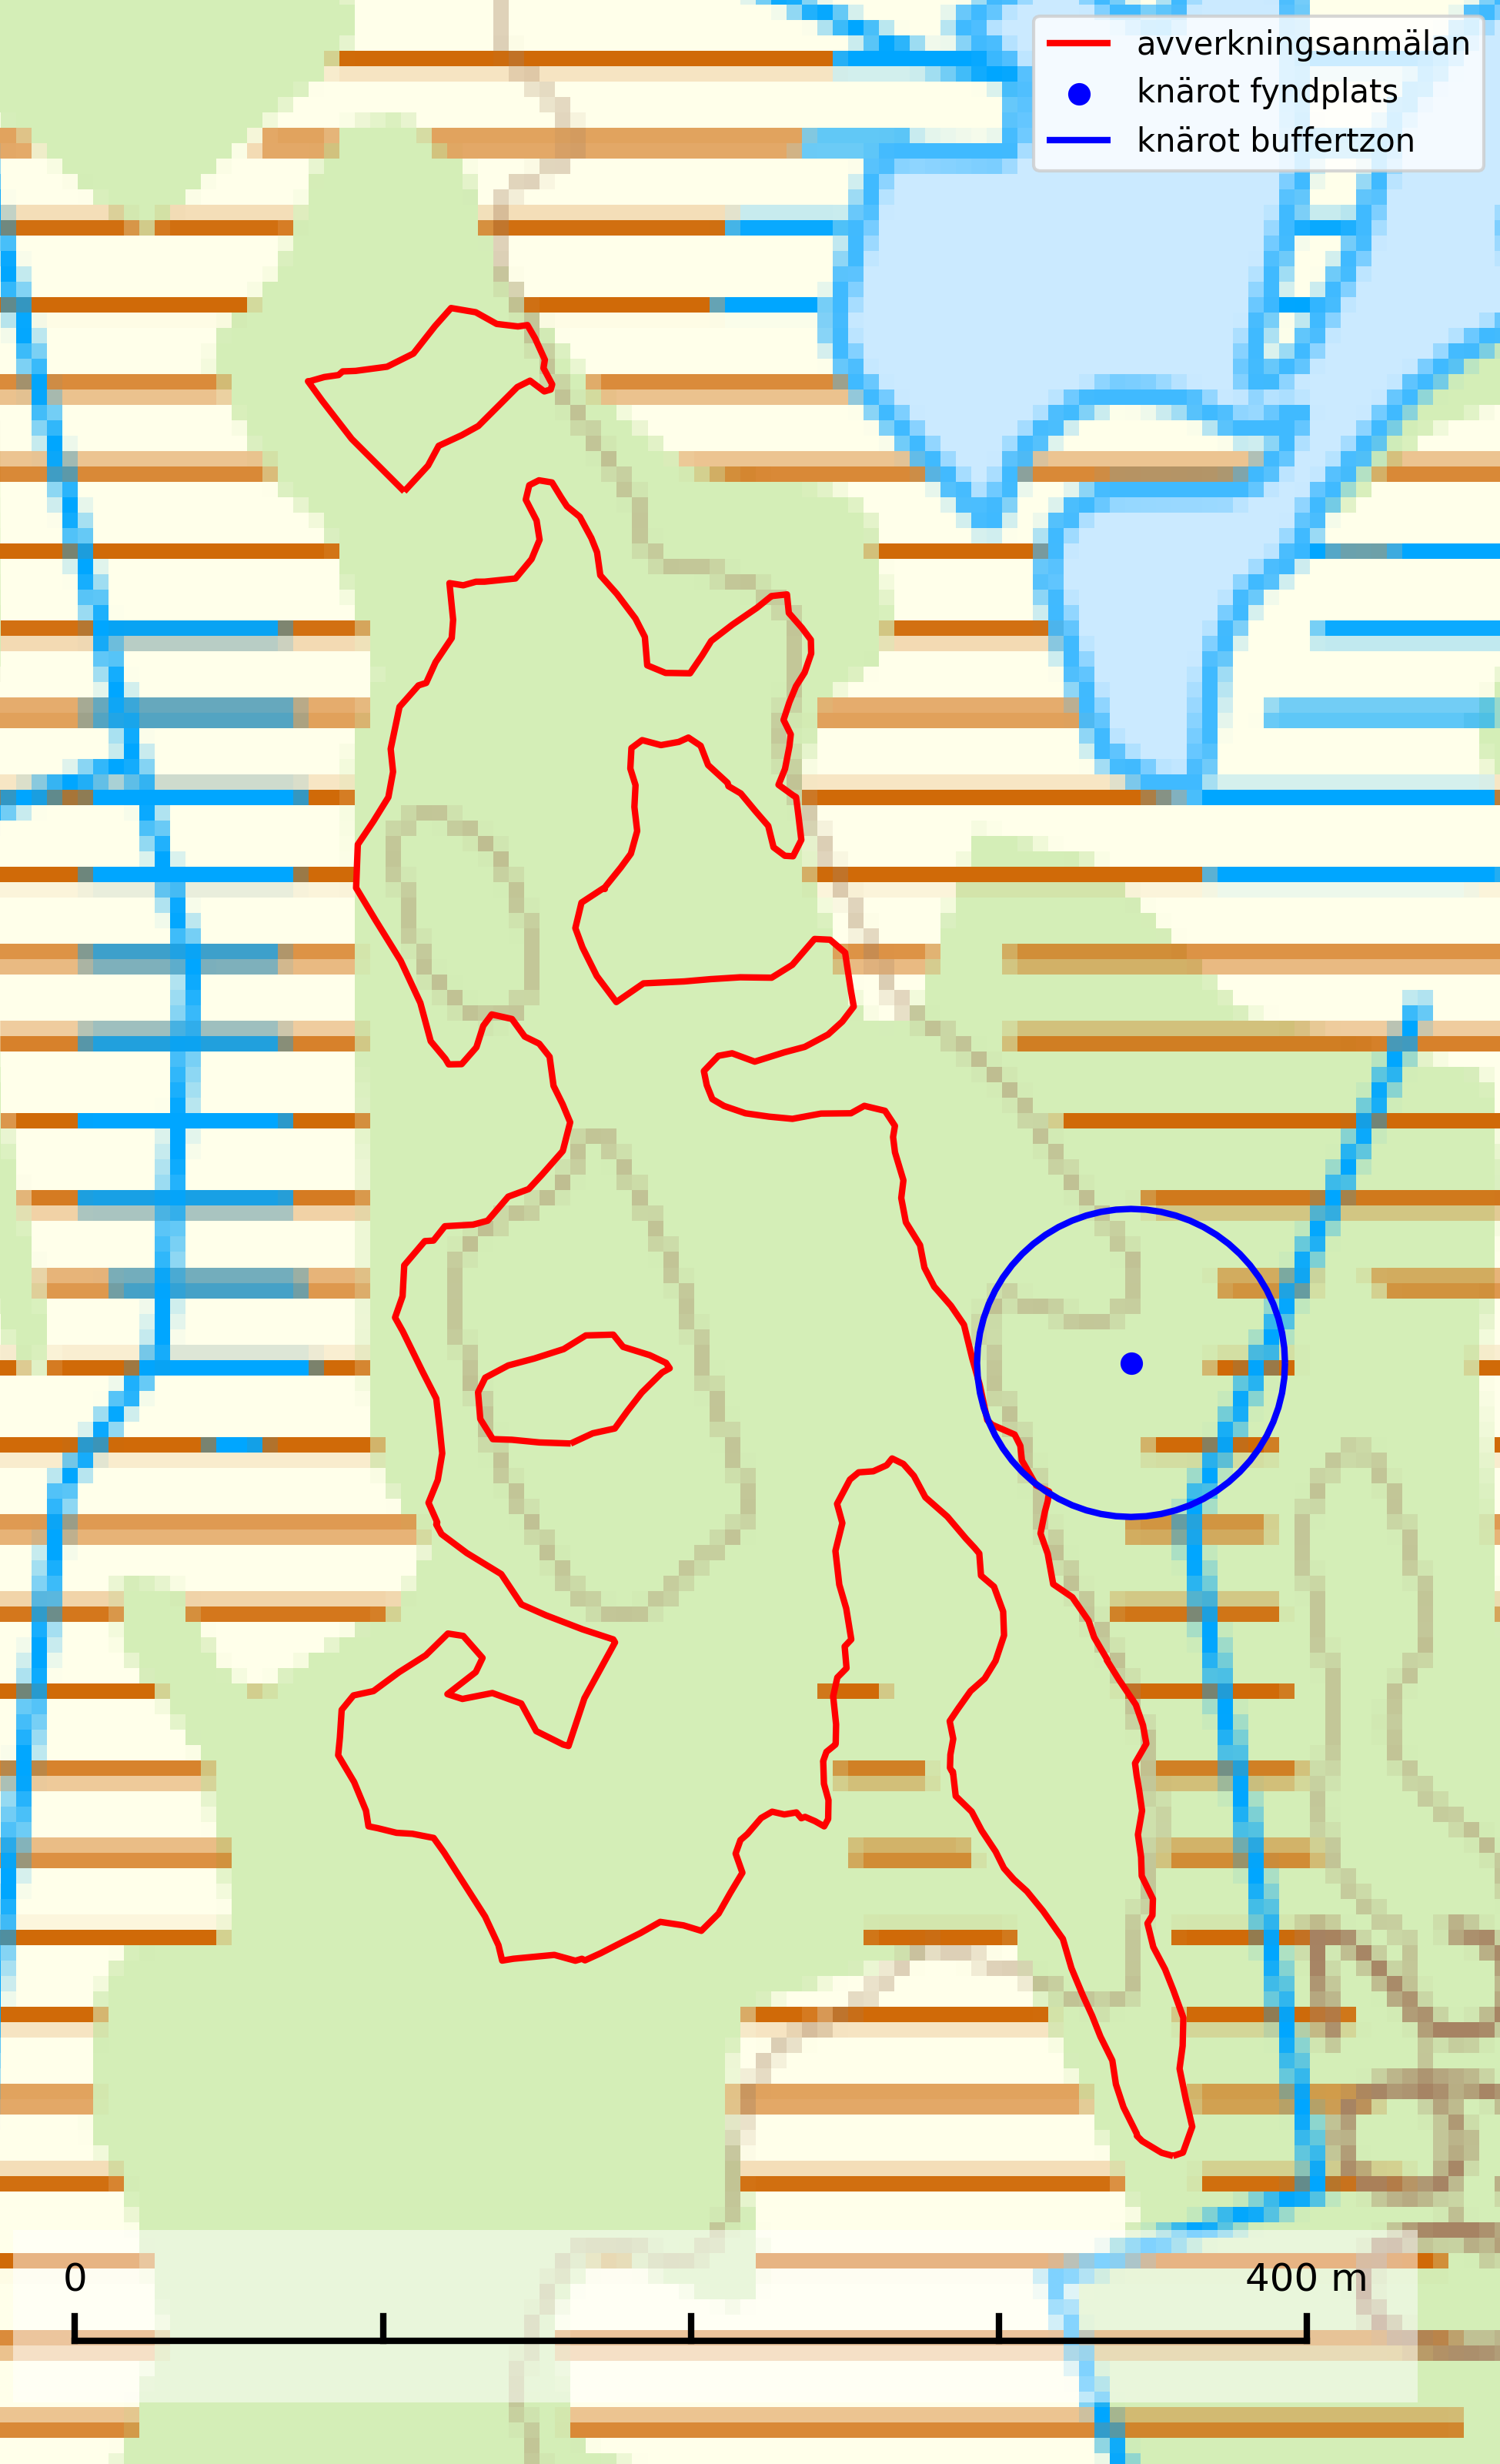 avverkningsanmälan
knärot fyndplats
knärot buffertzon
0
400 m